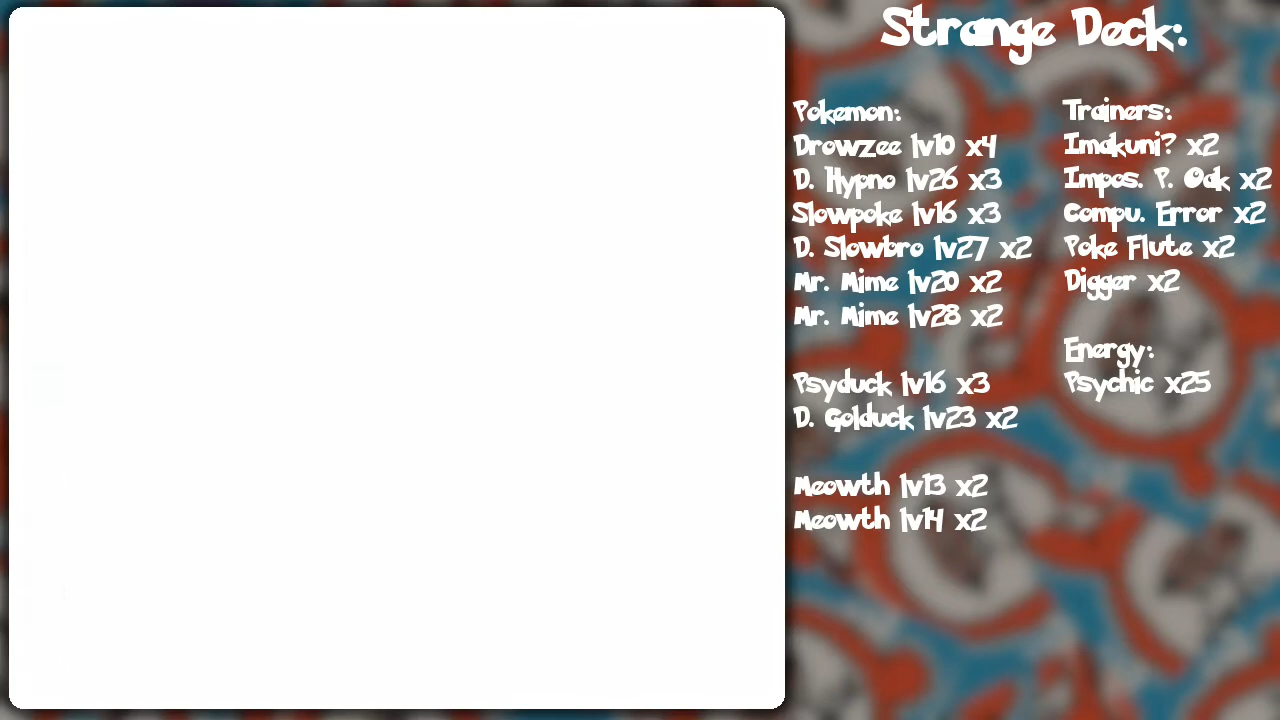 Strange Deck:
Pokemon:
Drowzee lv10 x4
D. Hypno lv26 x3
Slowpoke lv16 x3
D. Slowbro lv27 x2
Mr. Mime lv20 x2
Mr. Mime lv28 x2
Psyduck lv16 x3
D. Golduck lv23 x2
Meowth lv13 x2
Meowth lv14 x2
Trainers:
Imakuni? x2
Impos. P. Oak x2
Compu. Error x2
Poke Flute x2
Digger x2
Energy:
Psychic x25